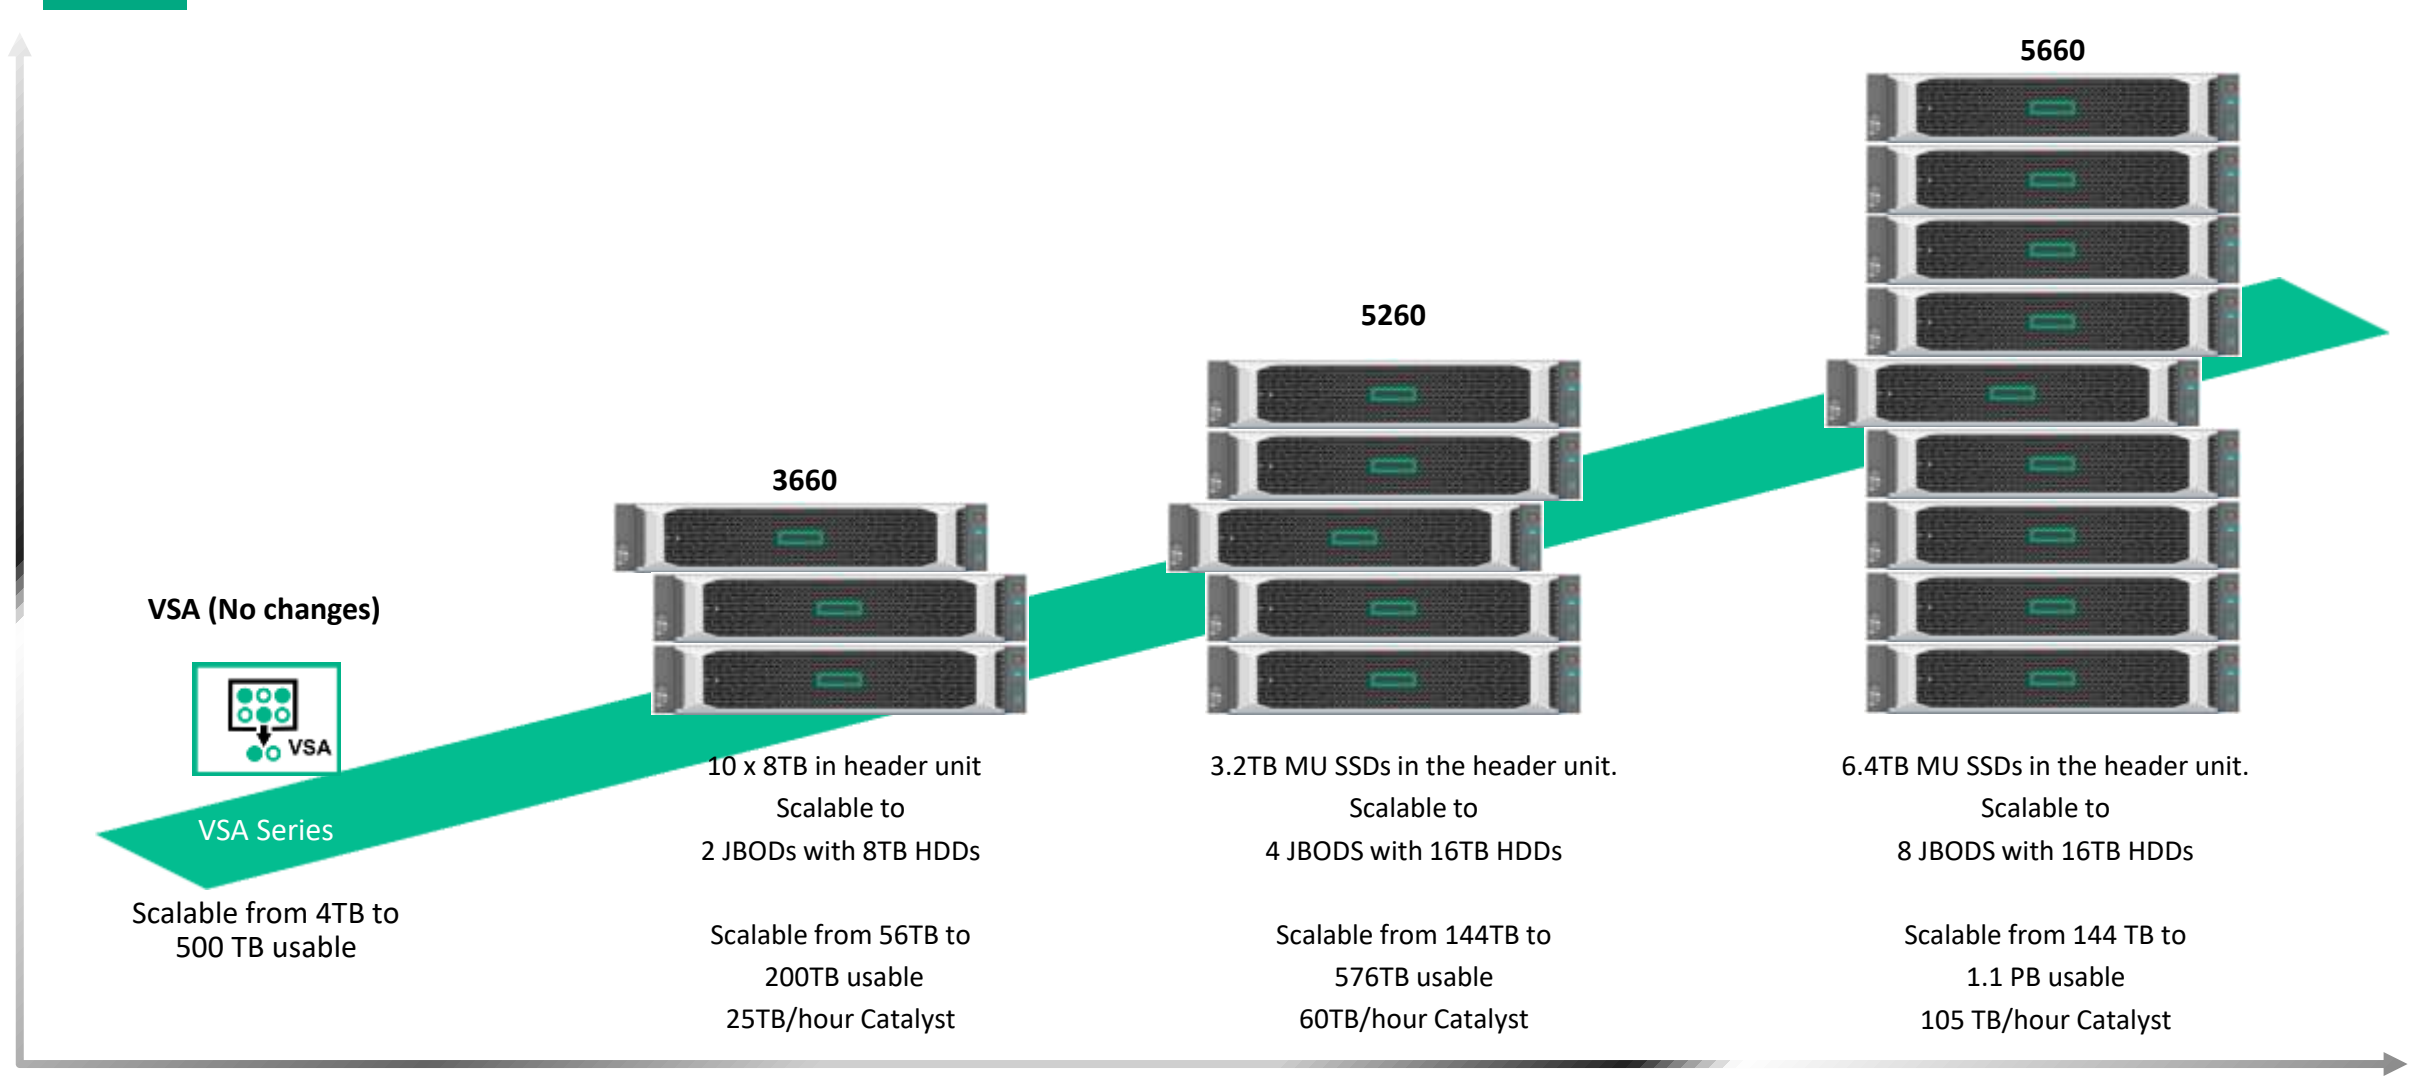 5660
5260
3660
VSA (No changes)
VSA
VSA Series
Scalable from 4TB to
500 TB usable
10 x 8TB in header unit
Scalable to
2 JBODs with 8TB HDDs
Scalable from 56TB to
200TB usable
25TB/hour Catalyst
3.2TB MU SSDs in the header unit.
Scalable to
4 JBODS with 16TB HDDs
Scalable from 144TB to
576TB usable
60TB/hour Catalyst
6.4TB MU SSDs in the header unit.
Scalable to
8 JBODS with 16TB HDDs
Scalable from 144 TB to
1.1 PB usable
105 TB/hour Catalyst